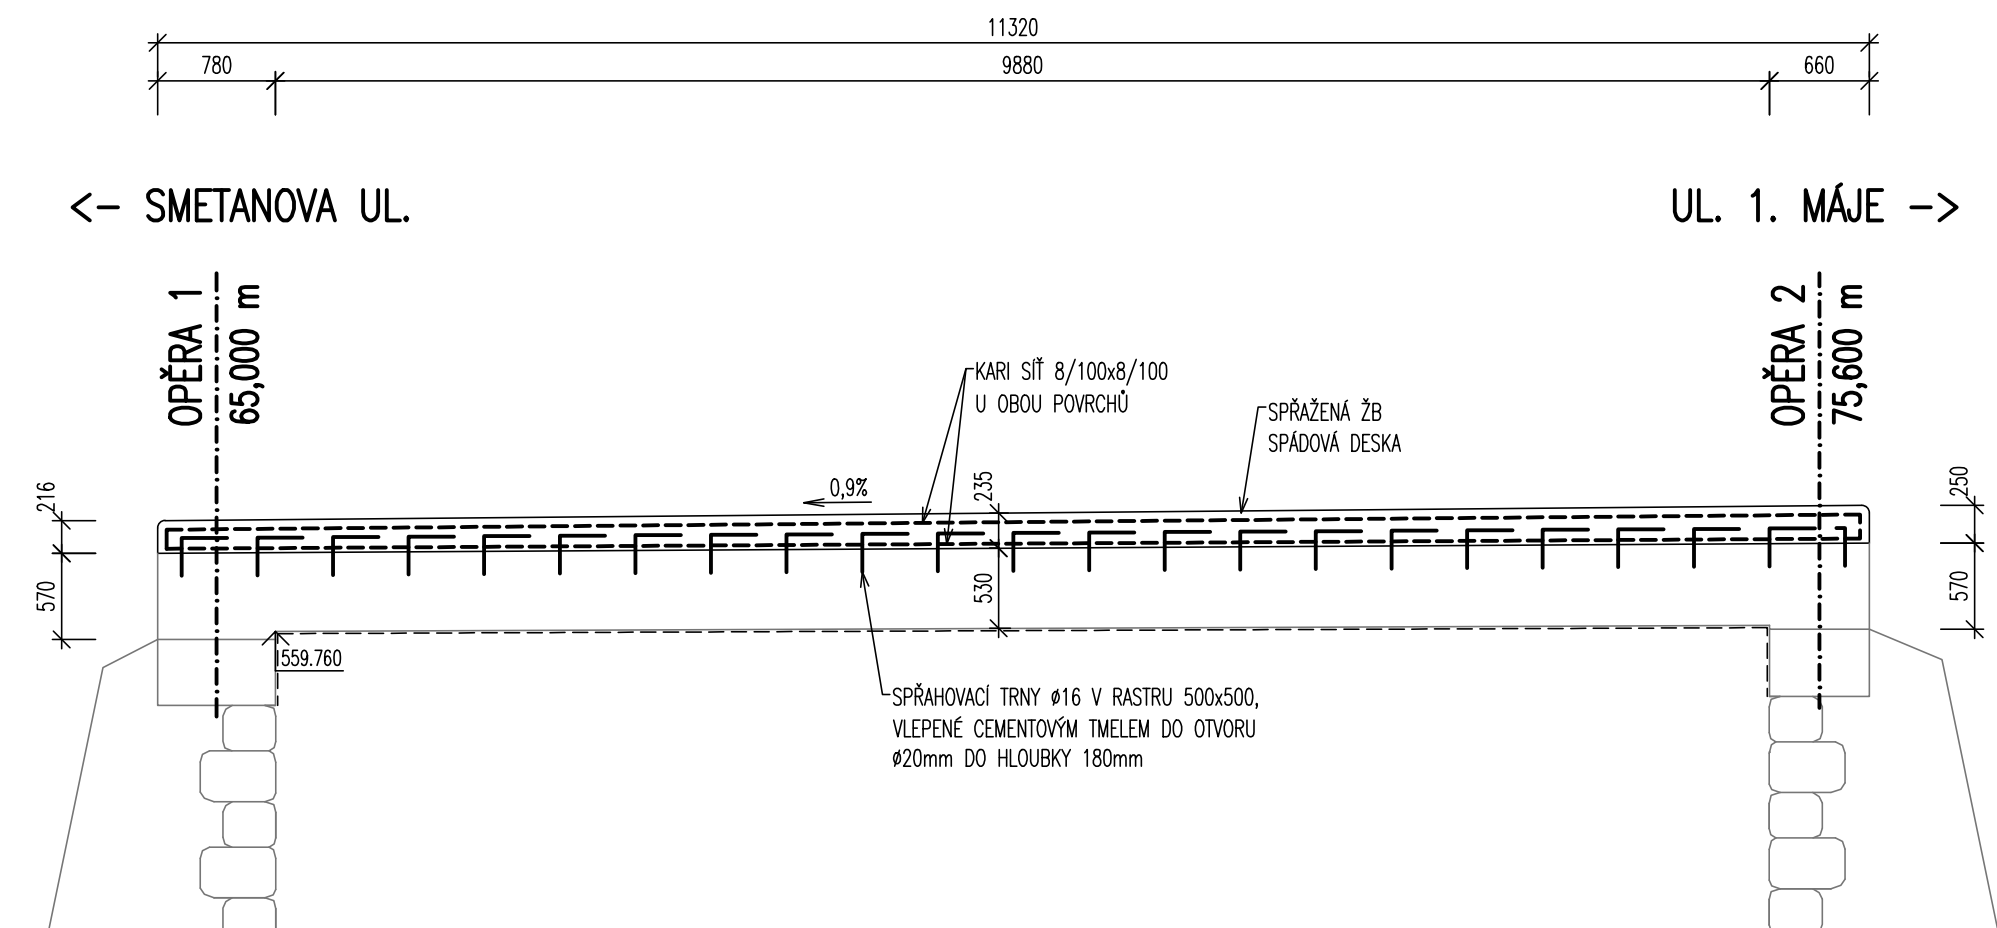 11320
780
9880
660
<- SMETANOVA UL.
UL. 1. MÁJE ->
OPĚRA 1
65,000 m
OPĚRA 2
75,600 m
KARI SÍŤ 8/100x8/100
U OBOU POVRCHŮ
SPŘAŽENÁ ŽB
SPÁDOVÁ DESKA
216
0,9%
235
250
570
530
570
559.760
SPŘAHOVACÍ TRNY ø16 V RASTRU 500x500,
VLEPENÉ CEMENTOVÝM TMELEM DO OTVORU
ø20mm DO HLOUBKY 180mm